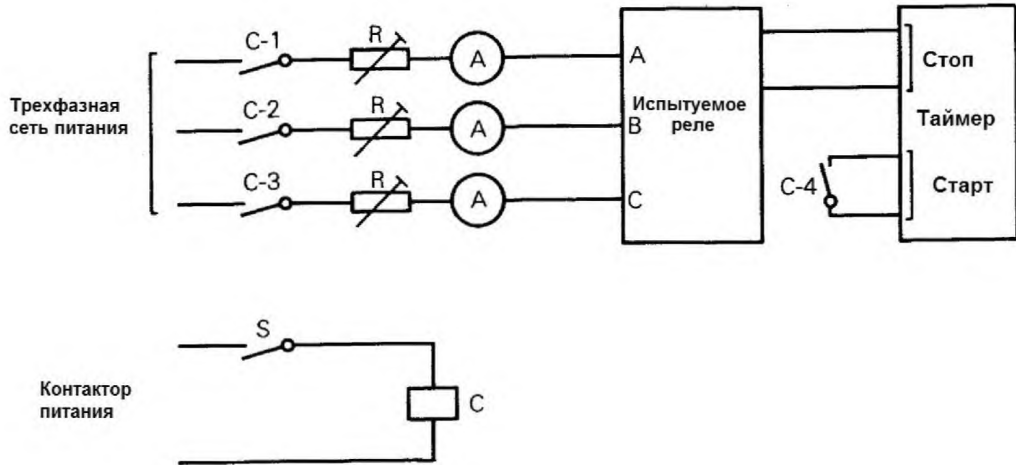 Трехфазная
сеть питания
C-1
R
A
A
C-2
R
A
B
C-3
R
A
C
Испытуемое
реле
C-4
Стоп
Таймер
Старт
S
C
Контактор
питания